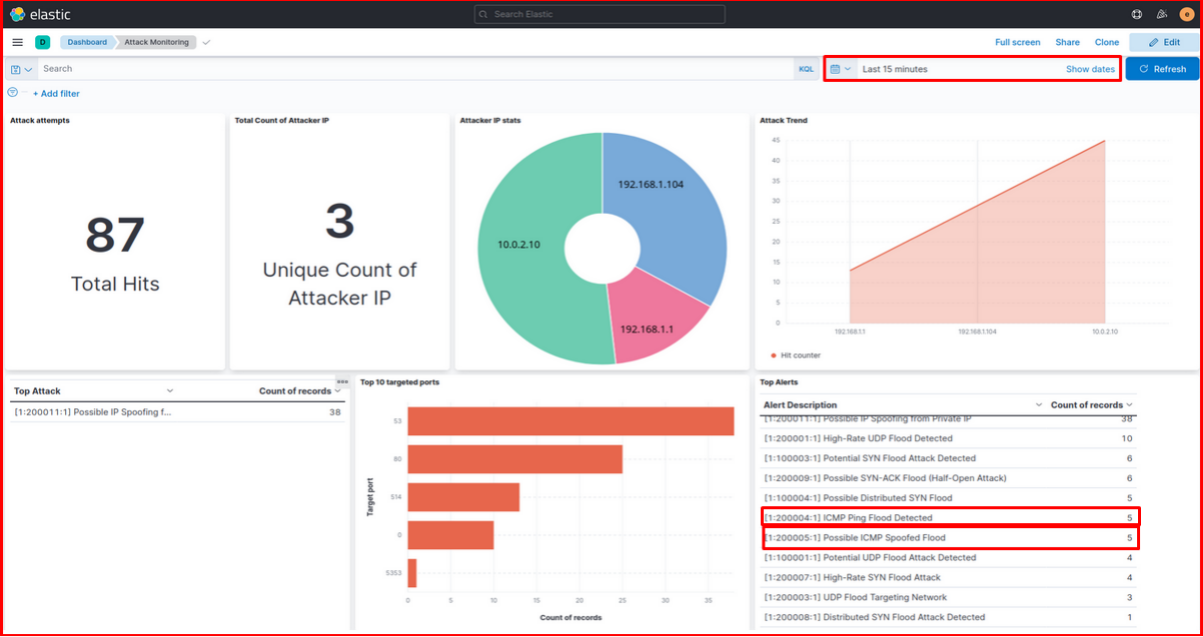 elastic
Search Elastic
e
D
Dashboard
Attack Monitoring
Full screen
Share
Clone
Edit
Search
KQL
Last 15 minutes
Show dates
Refresh
+ Add filter
Attack attempts
87
Total Hits
Total Count of Attacker IP
3
Unique Count of
Attacker IP
Attacker IP stats
192.168.1.104
10.0.2.10
192.168.1.1
Attack Trend
45
40
35
30
25
20
15
10
5
0
192.168.1.1
192.168.1.104
10.0.2.10
Hit counter
Top Attack
Count of records
[1:200011:1] Possible IP Spoofing f...
38
Top 10 targeted ports
Target port
53
80
514
0
5353
0
5
10
15
20
25
30
35
Count of records
Top Alerts
Alert Description
Count of records
[1:200011:1] Possible IP Spoofing from Private IP
38
[1:200001:1] High-Rate UDP Flood Detected
10
[1:100003:1] Potential SYN Flood Attack Detected
6
[1:200009:1] Possible SYN-ACK Flood (Half-Open Attack)
6
[1:100004:1] Possible Distributed SYN Flood
5
[1:200004:1] ICMP Ping Flood Detected
5
[1:200005:1] Possible ICMP Spoofed Flood
5
[1:100001:1] Potential UDP Flood Attack Detected
4
[1:200007:1] High-Rate SYN Flood Attack
4
[1:200003:1] UDP Flood Targeting Network
3
[1:200008:1] Distributed SYN Flood Attack Detected
1